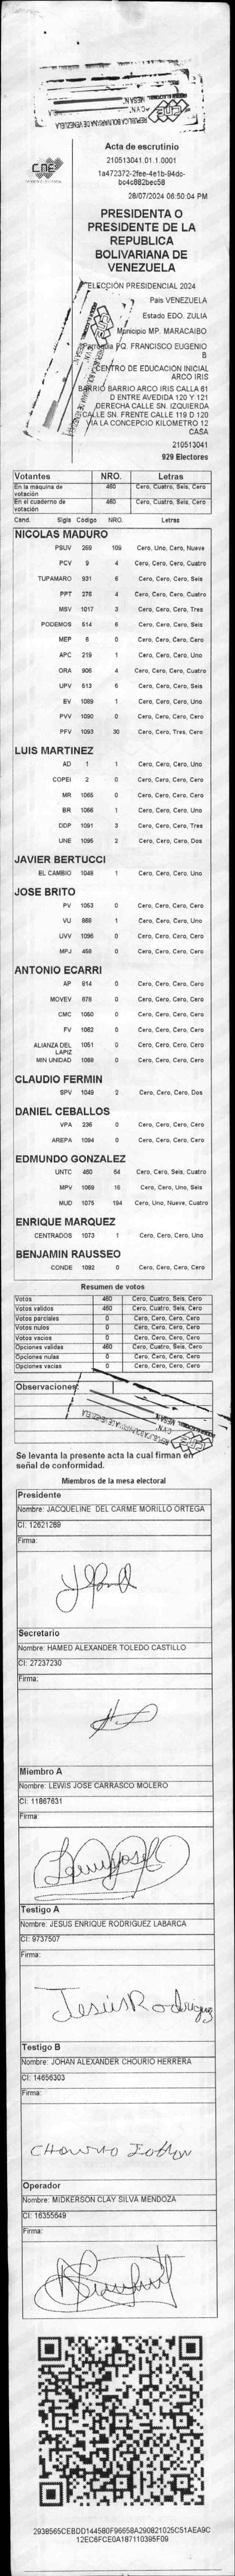 CNE
Acta de escrutinio
210513041.01.1.0001
1a472372-2fee-4e1b-94dc-
bc4c882bec58
28/07/2024 06:50:04 PM
PRESIDENTA O
PRESIDENTE DE LA
REPUBLICA
BOLIVARIANA DE
VENEZUELA
ELECCIÓN PRESIDENCIAL 2024
País VENEZUELA
Estado EDO. ZULIA
Municipio MP. MARACAIBO
Parroquia PQ. FRANCISCO EUGENIO
B
CENTRO DE EDUCACION INICIAL
ARCO IRIS
BARRIO BARRIO ARCO IRIS CALLA 61
D ENTRE AVEDIDA 120 Y 121
DERECHA CALLE SN. IZQUIERDA
CALLE SN. FRENTE CALLE 119 D 120
VIA LA CONCEPCIO KILOMETRO 12
CASA
210513041
929 Electores
Votantes NRO. Letras
En la máquina de votación 460 Cero, Cuatro, Seis, Cero
En el cuaderno de votación 460 Cero, Cuatro, Seis, Cero
Cand. Sigla Código NRO. Letras
NICOLAS MADURO
PSUV 259 109 Cero, Uno, Cero, Nueve
PCV 9 4 Cero, Cero, Cero, Cuatro
TUPAMARO 931 6 Cero, Cero, Cero, Seis
PPT 276 4 Cero, Cero, Cero, Cuatro
MSV 1017 3 Cero, Cero, Cero, Tres
PODEMOS 514 6 Cero, Cero, Cero, Seis
MEP 6 0 Cero, Cero, Cero, Cero
APC 219 1 Cero, Cero, Cero, Uno
ORA 906 4 Cero, Cero, Cero, Cuatro
UPV 513 6 Cero, Cero, Cero, Seis
EV 1089 1 Cero, Cero, Cero, Uno
PVV 1090 0 Cero, Cero, Cero, Cero
PFV 1093 30 Cero, Cero, Tres, Cero
LUIS MARTINEZ
AD 1 1 Cero, Cero, Cero, Uno
COPEI 2 0 Cero, Cero, Cero, Cero
MR 1065 0 Cero, Cero, Cero, Cero
BR 1066 1 Cero, Cero, Cero, Uno
DDP 1091 3 Cero, Cero, Cero, Tres
UNE 1095 2 Cero, Cero, Cero, Dos
JAVIER BERTUCCI
EL CAMBIO 1048 1 Cero, Cero, Cero, Uno
JOSE BRITO
PV 1053 0 Cero, Cero, Cero, Cero
VU 868 1 Cero, Cero, Cero, Uno
UVV 1096 0 Cero, Cero, Cero, Cero
MPJ 458 0 Cero, Cero, Cero, Cero
ANTONIO ECARRI
AP 814 0 Cero, Cero, Cero, Cero
MOVEV 678 0 Cero, Cero, Cero, Cero
CMC 1050 0 Cero, Cero, Cero, Cero
FV 1062 0 Cero, Cero, Cero, Cero
ALIANZA DEL LAPIZ 1051 0 Cero, Cero, Cero, Cero
MIN UNIDAD 1088 0 Cero, Cero, Cero, Cero
CLAUDIO FERMIN
SPV 1049 2 Cero, Cero, Cero, Dos
DANIEL CEBALLOS
VPA 236 0 Cero, Cero, Cero, Cero
AREPA 1094 0 Cero, Cero, Cero, Cero
EDMUNDO GONZALEZ
UNTC 460 64 Cero, Cero, Seis, Cuatro
MPV 1069 16 Cero, Cero, Uno, Seis
MUD 1075 194 Cero, Uno, Nueve, Cuatro
ENRIQUE MARQUEZ
CENTRADOS 1073 1 Cero, Cero, Cero, Uno
BENJAMIN RAUSSEO
CONDE 1092 0 Cero, Cero, Cero, Cero
Resumen de votos
Votos 460 Cero, Cuatro, Seis, Cero
Votos validos 460 Cero, Cuatro, Seis, Cero
Votos parciales 0 Cero, Cero, Cero, Cero
Votos nulos 0 Cero, Cero, Cero, Cero
Votos vacios 0 Cero, Cero, Cero, Cero
Opciones validas 460 Cero, Cuatro, Seis, Cero
Opciones nulas 0 Cero, Cero, Cero, Cero
Opciones vacias 0 Cero, Cero, Cero, Cero
Observaciones:
Se levanta la presente acta la cual firman en
señal de conformidad.
Miembros de la mesa electoral
Presidente
Nombre: JACQUELINE DEL CARME MORILLO ORTEGA
CI: 12621289
Firma:
Secretario
Nombre: HAMED ALEXANDER TOLEDO CASTILLO
CI: 27237230
Firma:
Miembro A
Nombre: LEWIS JOSE CARRASCO MOLERO
CI: 11867631
Firma:
Testigo A
Nombre: JESUS ENRIQUE RODRIGUEZ LABARCA
CI: 9737507
Firma:
Jesús Rodríguez
Testigo B
Nombre: JOHAN ALEXANDER CHOURIO HERRERA
CI: 14656303
Firma:
Chourio Johan
Operador
Nombre: MIDKERSON CLAY SILVA MENDOZA
CI: 16355649
Firma:
2938565CEBDD144580F96658A290821025C51AEA9C
12EC6FCE0A187110395F09